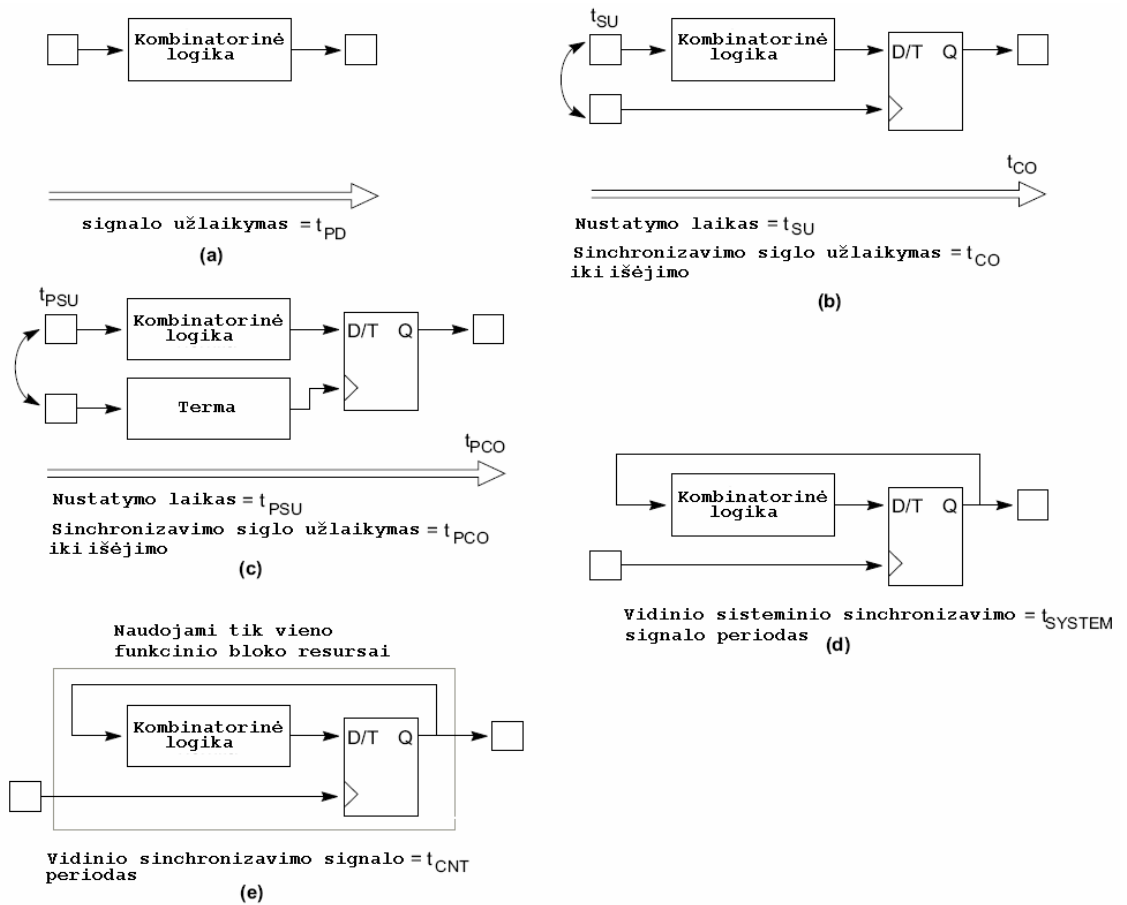 Kombinatorinė
logika
signalo užlaikymas = tPD
(a)
tSU
Kombinatorinė
logika
D/T Q
tCO
Nustatymo laikas = tSU
Sinchronizavimo siglo užlaikymas = tCO
iki išėjimo
(b)
tPSU
Kombinatorinė
logika
D/T Q
Terma
tPCO
Nustatymo laikas = tPSU
Sinchronizavimo siglo užlaikymas = tPCO
iki išėjimo
(c)
Kombinatorinė
logika
D/T Q
Vidinio sisteminio sinchronizavimo = tSYSTEM
signalo periodas
(d)
Naudojami tik vieno
funkcinio bloko resursai
Kombinatorinė
logika
D/T Q
Vidinio sinchronizavimo signalo = tCNT
periodas
(e)